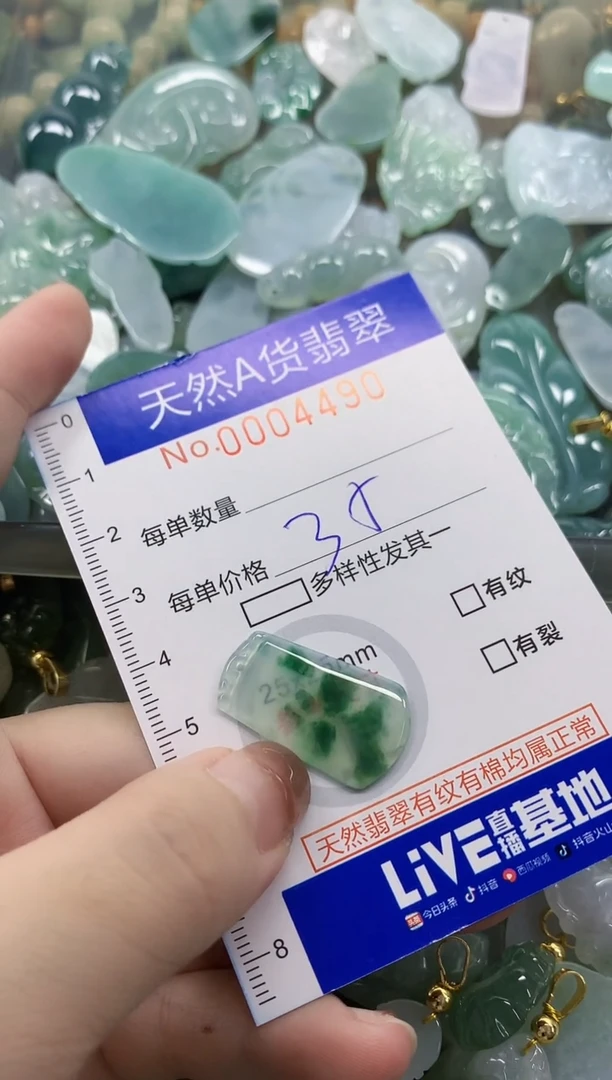 天然A货翡翠
No.0004490
0
1
每单数量
2
每单价格
3
多样性发其一
有纹
4
mm
有裂
25
5
天然翡翠有纹有棉均属正常
LiVE直播基地
今日头条 抖音 西瓜视频 抖音火山
8